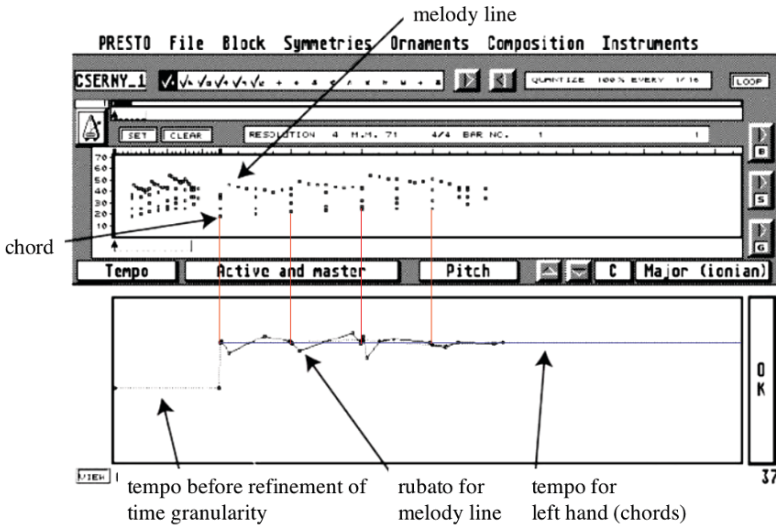 melody line
PRESTO File Block Symmetries Ornaments Composition Instruments
CSERNY_1
QUANTIZE 100% EVERY 1/16
LOOP
SET CLEAR RESOLUTION 4 M.M. 71 4/4 BAR NO. 1 1
B
70
60
50
40
30
20
10
S
chord
G
Tempo Active and master Pitch C Major (ionian)
OK
VIEW
37
tempo before refinement of
time granularity
rubato for
melody line
tempo for
left hand (chords)